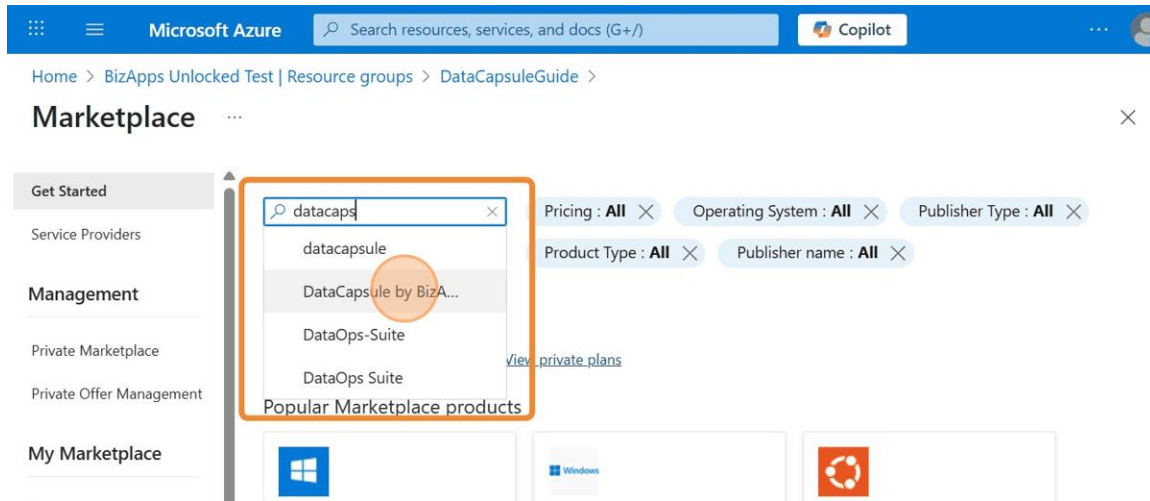 Microsoft Azure
Search resources, services, and docs (G+/)
Copilot
Home > BizApps Unlocked Test | Resource groups > DataCapsuleGuide >
Marketplace
Get Started
Service Providers
Management
Private Marketplace
Private Offer Management
My Marketplace
datacaps
datacapsule
DataCapsule by BizA...
DataOps-Suite
DataOps Suite
Pricing : All
Operating System : All
Publisher Type : All
Product Type : All
Publisher name : All
View private plans
Popular Marketplace products
Windows